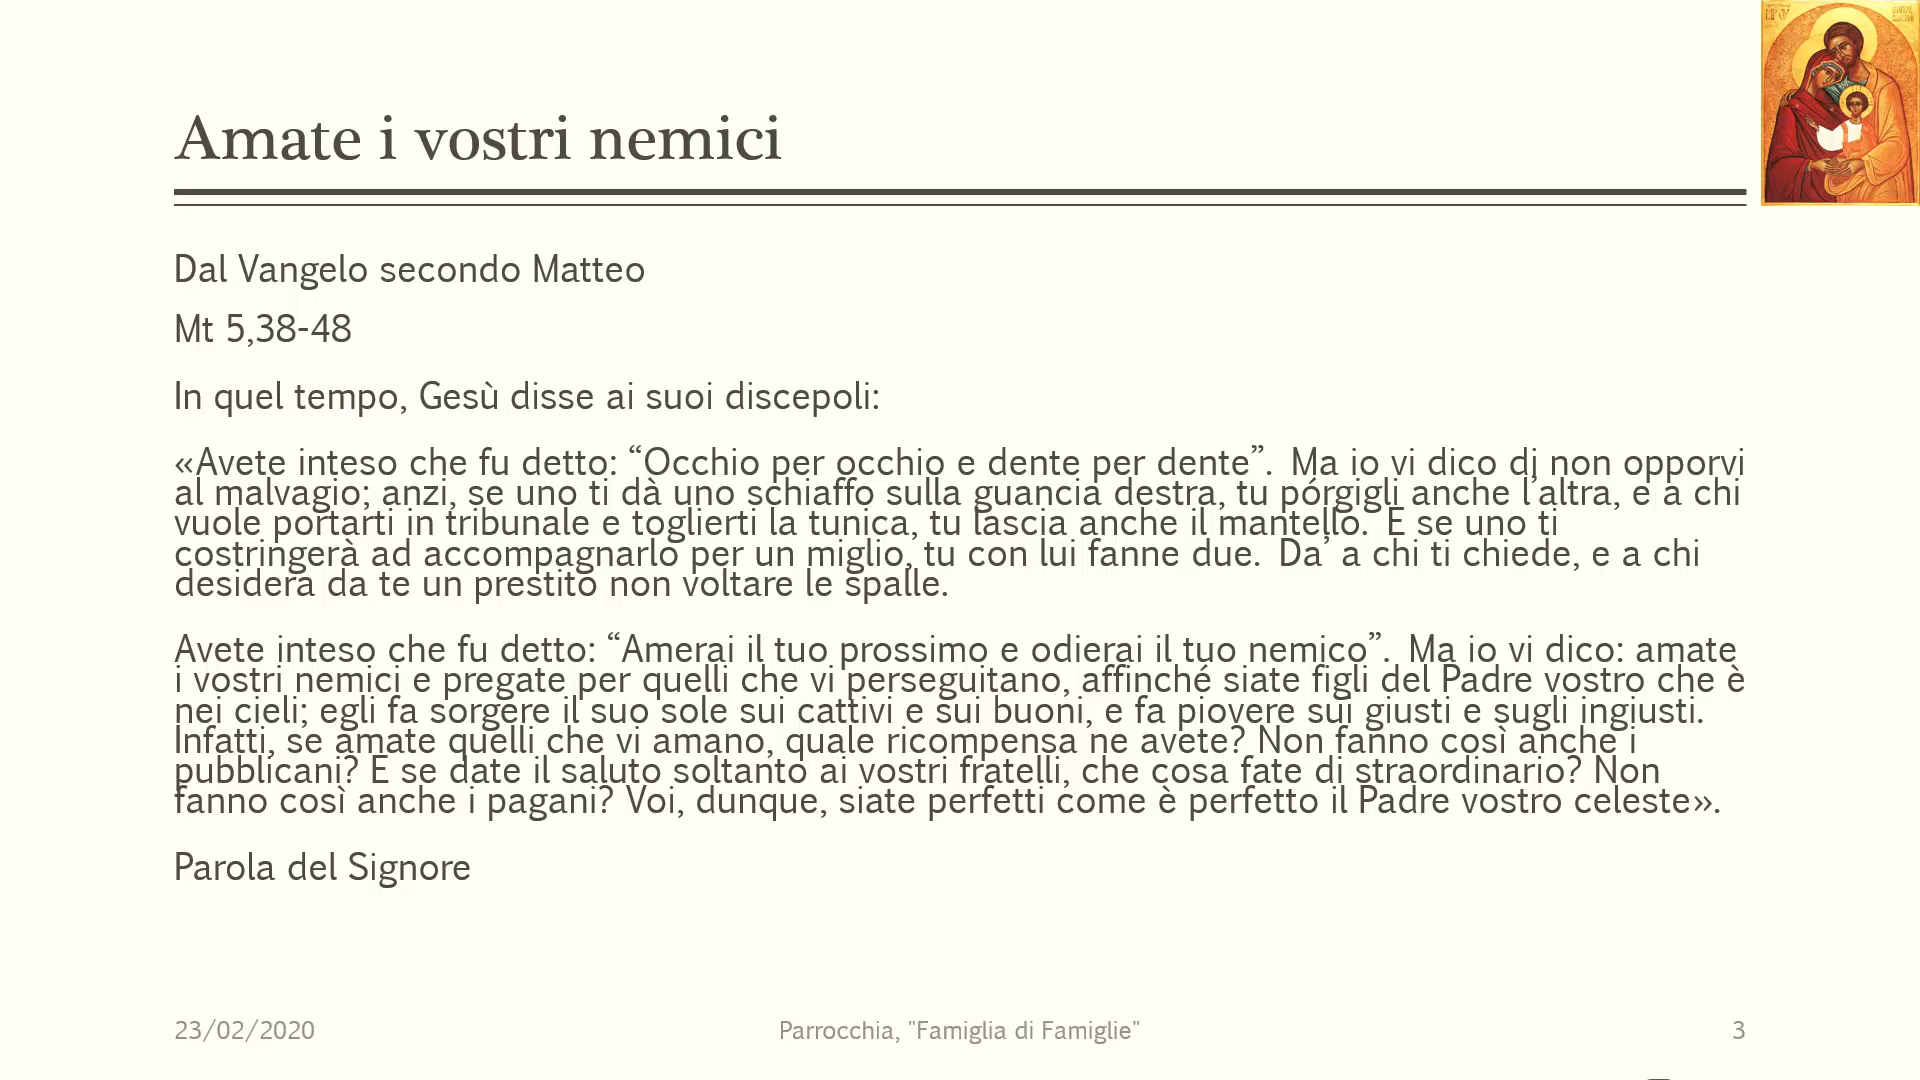 Amate i vostri nemici
Dal Vangelo secondo Matteo
Mt 5,38-48
In quel tempo, Gesù disse ai suoi discepoli:
«Avete inteso che fu detto: “Occhio per occhio e dente per dente”. Ma io vi dico di non opporvi
al malvagio; anzi, se uno ti dà uno schiaffo sulla guancia destra, tu pórgigli anche l’altra, e a chi
vuole portarti in tribunale e toglierti la tunica, tu lascia anche il mantello. E se uno ti
costringerà ad accompagnarlo per un miglio, tu con lui fanne due. Da’ a chi ti chiede, e a chi
desidera da te un prestito non voltare le spalle.
Avete inteso che fu detto: “Amerai il tuo prossimo e odierai il tuo nemico”. Ma io vi dico: amate
i vostri nemici e pregate per quelli che vi perseguitano, affinché siate figli del Padre vostro che è
nei cieli; egli fa sorgere il suo sole sui cattivi e sui buoni, e fa piovere sui giusti e sugli ingiusti.
Infatti, se amate quelli che vi amano, quale ricompensa ne avete? Non fanno così anche i
pubblicani? E se date il saluto soltanto ai vostri fratelli, che cosa fate di straordinario? Non
fanno così anche i pagani? Voi, dunque, siate perfetti come è perfetto il Padre vostro celeste».
Parola del Signore
23/02/2020
Parrocchia, "Famiglia di Famiglie"
3